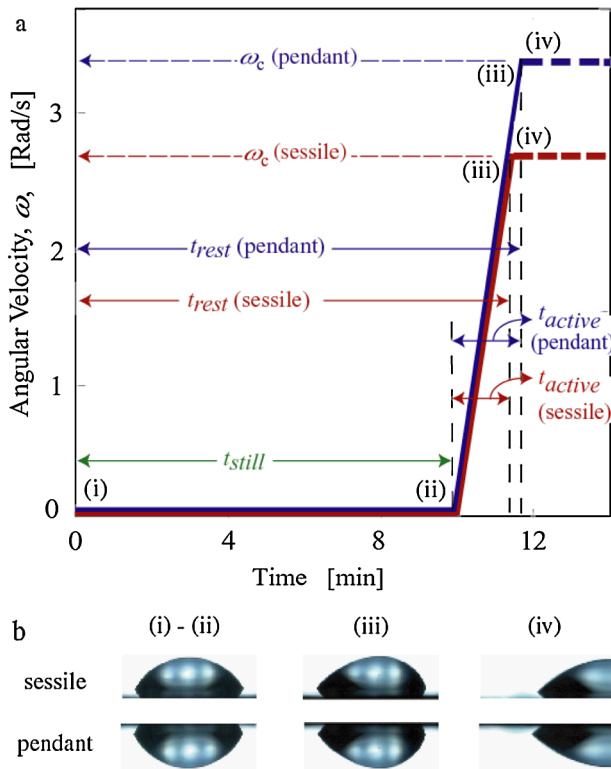 a
ω_c (pendant)
(iv)
(iii)
3
ω_c (sessile)
(iv)
(iii)
Angular Velocity, ω, [Rad/s]
t_rest (pendant)
2
t_rest (sessile)
t_active
(pendant)
1
t_active
(sessile)
t_still
(i)
(ii)
0
0 4 8 12
Time [min]
b
(i) - (ii) (iii) (iv)
sessile
pendant